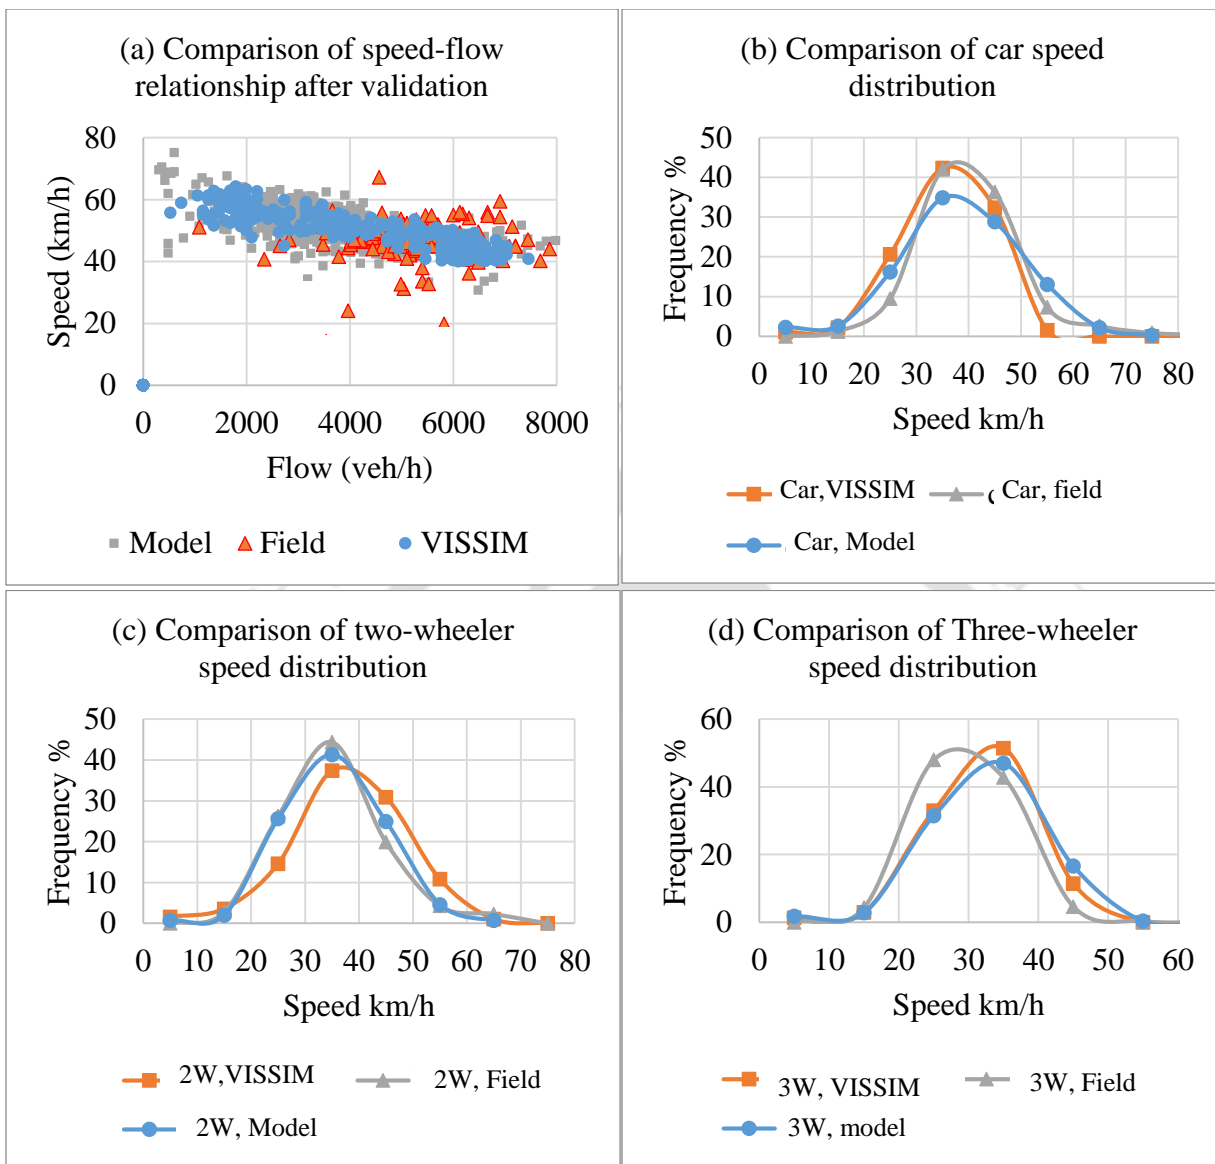 (a) Comparison of speed-flow
relationship after validation
80
60
40
20
0
Speed (km/h)
0 2000 4000 6000 8000
Flow (veh/h)
Model Field VISSIM
(b) Comparison of car speed
distribution
50
40
30
20
10
0
Frequency %
0 10 20 30 40 50 60 70 80
Speed km/h
Car,VISSIM Car, field
Car, Model
(c) Comparison of two-wheeler
speed distribution
50
40
30
20
10
0
Frequency %
0 10 20 30 40 50 60 70 80
Speed km/h
2W,VISSIM 2W, Field
2W, Model
(d) Comparison of Three-wheeler
speed distribution
60
40
20
0
Frequency %
0 10 20 30 40 50 60
Speed km/h
3W, VISSIM 3W, Field
3W, model